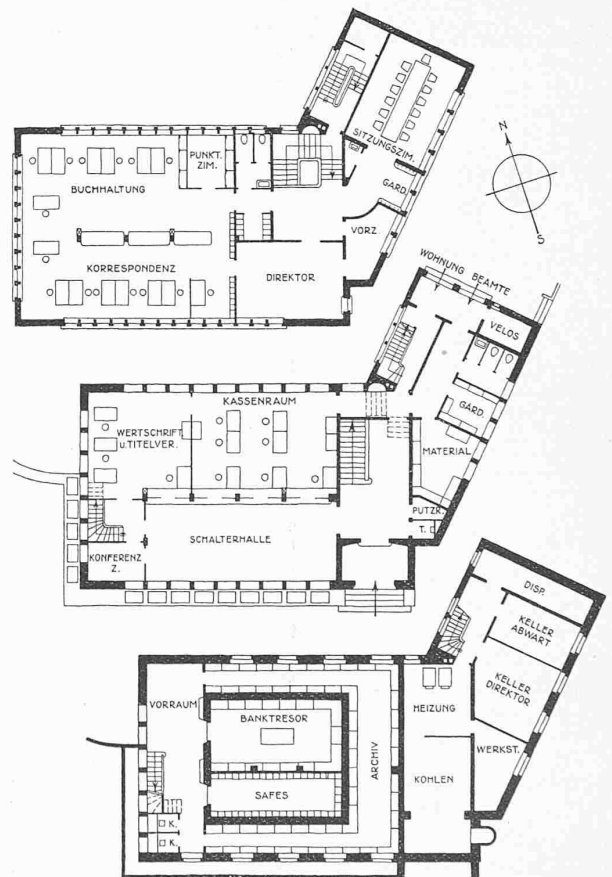 SITZUNGSZIM.
PUNKT.
ZIM.
BUCHHALTUNG
GARD.
VORZ.
KORRESPONDENZ
DIREKTOR
N
S
WOHNUNG BEAMTE
VELOS
KASSENRAUM
GARD.
WERTSCHRIFT
u. TITELVER.
MATERIAL
PUTZR.
SCHALTERHALLE
T.
KONFERENZ
Z.
DISP.
KELLER
ABWART
KELLER
DIREKTOR
VORRAUM
BANKTRESOR
HEIZUNG
ARCHIV
WERKST.
KOHLEN
SAFES
K.
K.